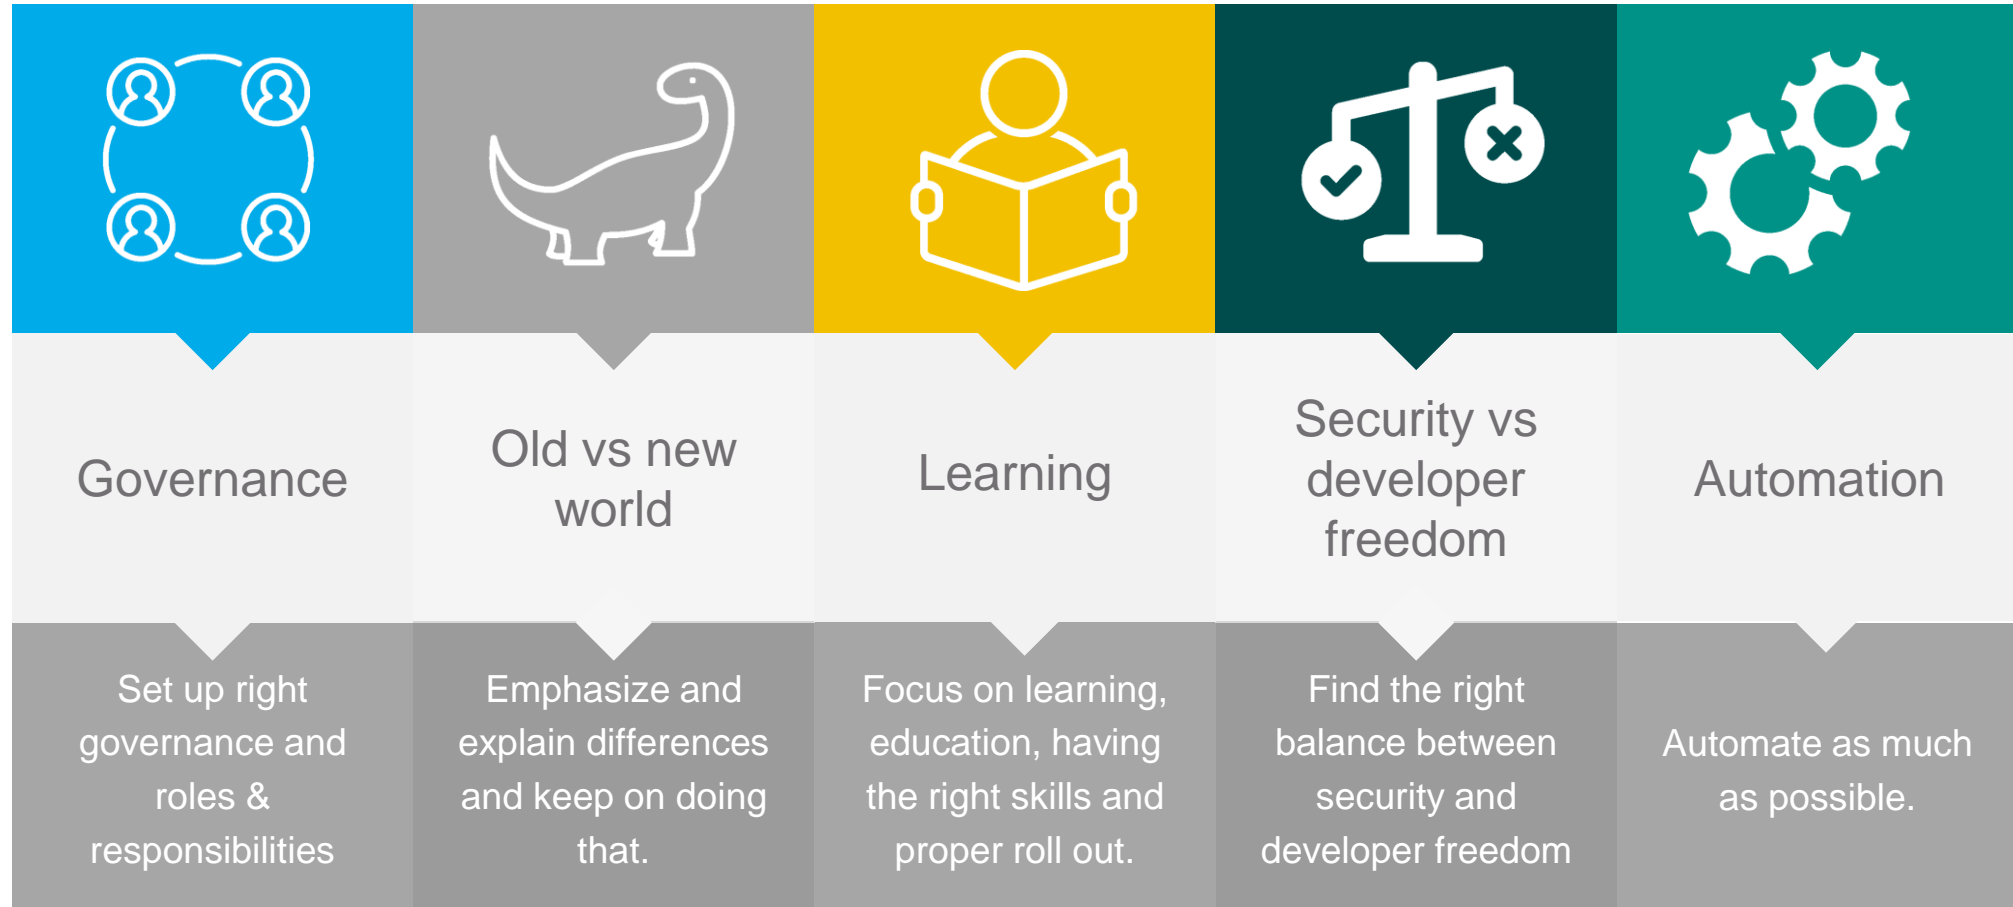 Governance
Old vs new
world
Learning
Security vs
developer
freedom
Automation
Set up right
governance and
roles &
responsibilities
Emphasize and
explain differences
and keep on doing
that.
Focus on learning,
education, having
the right skills and
proper roll out.
Find the right
balance between
security and
developer freedom
Automate as much
as possible.